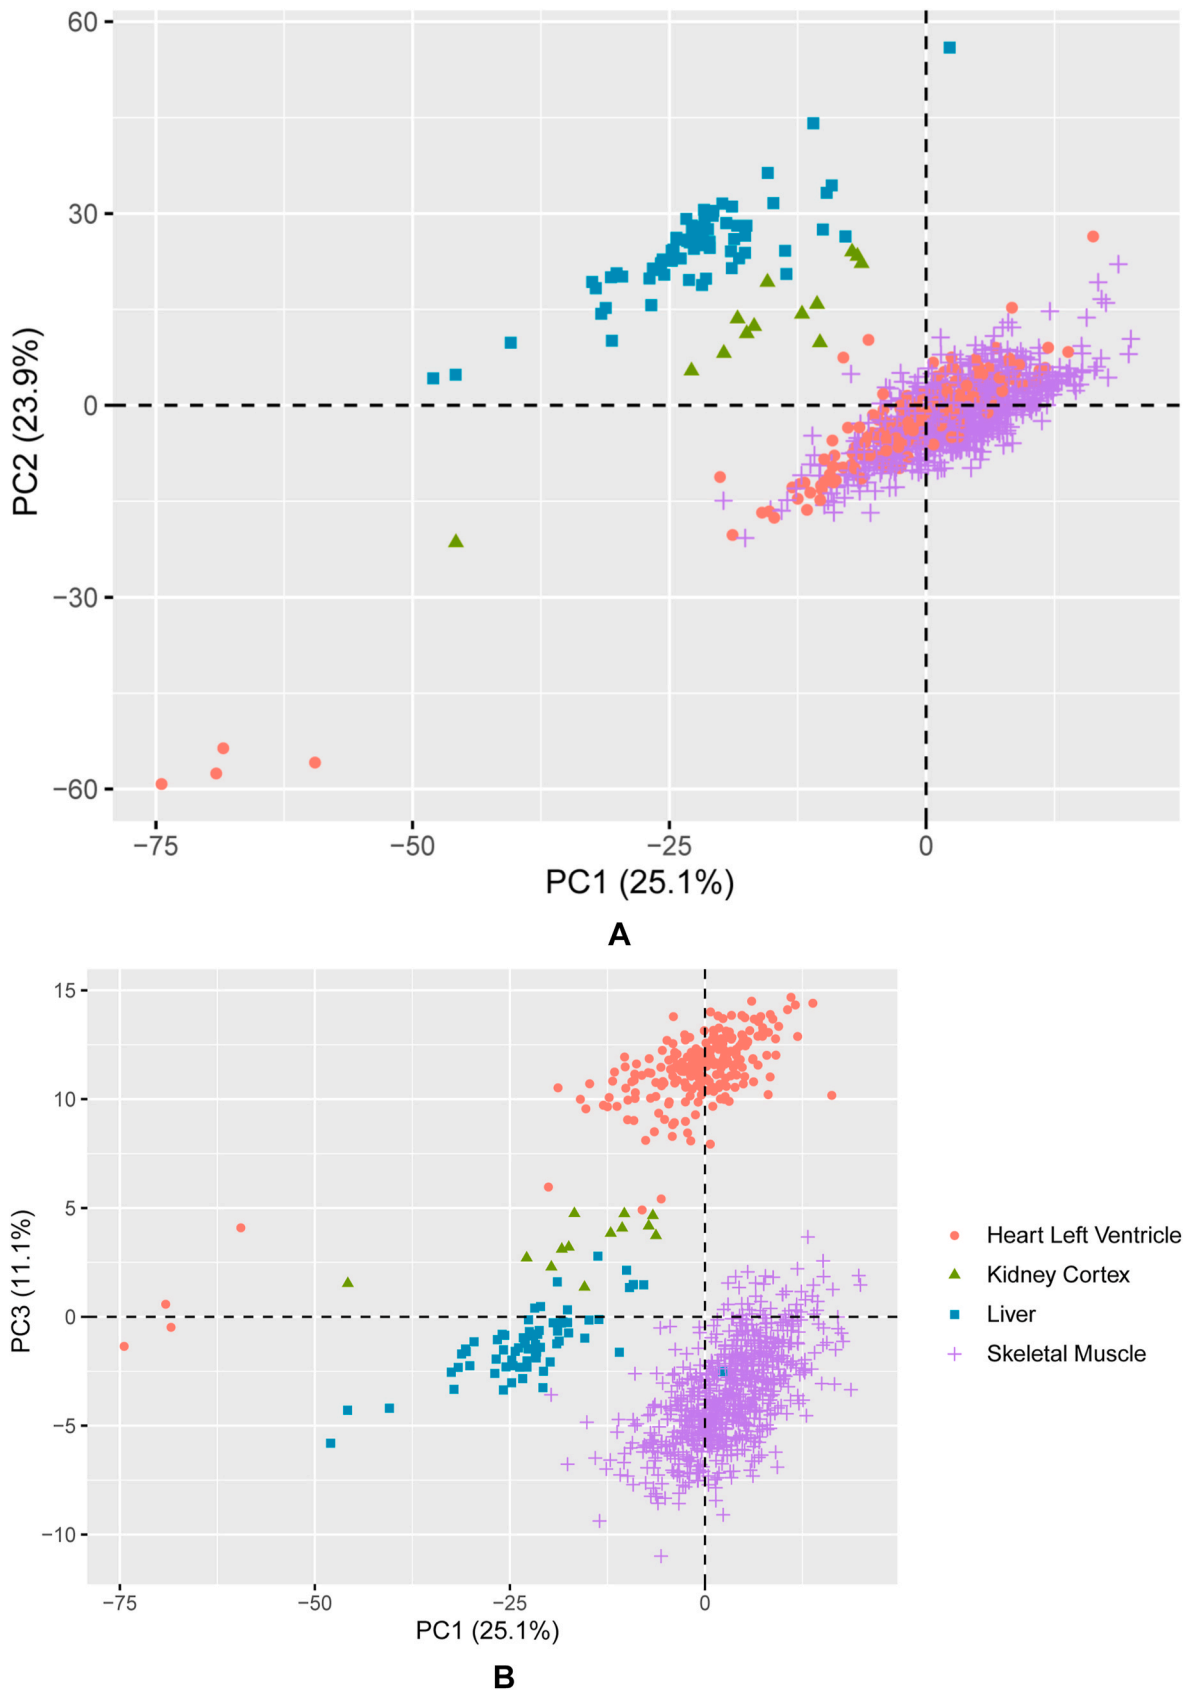 60
30
0
−30
−60
PC2 (23.9%)
−75 −50 −25 0
PC1 (25.1%)
A
15
10
5
0
−5
−10
PC3 (11.1%)
−75 −50 −25 0
PC1 (25.1%)
Heart Left Ventricle
Kidney Cortex
Liver
Skeletal Muscle
B